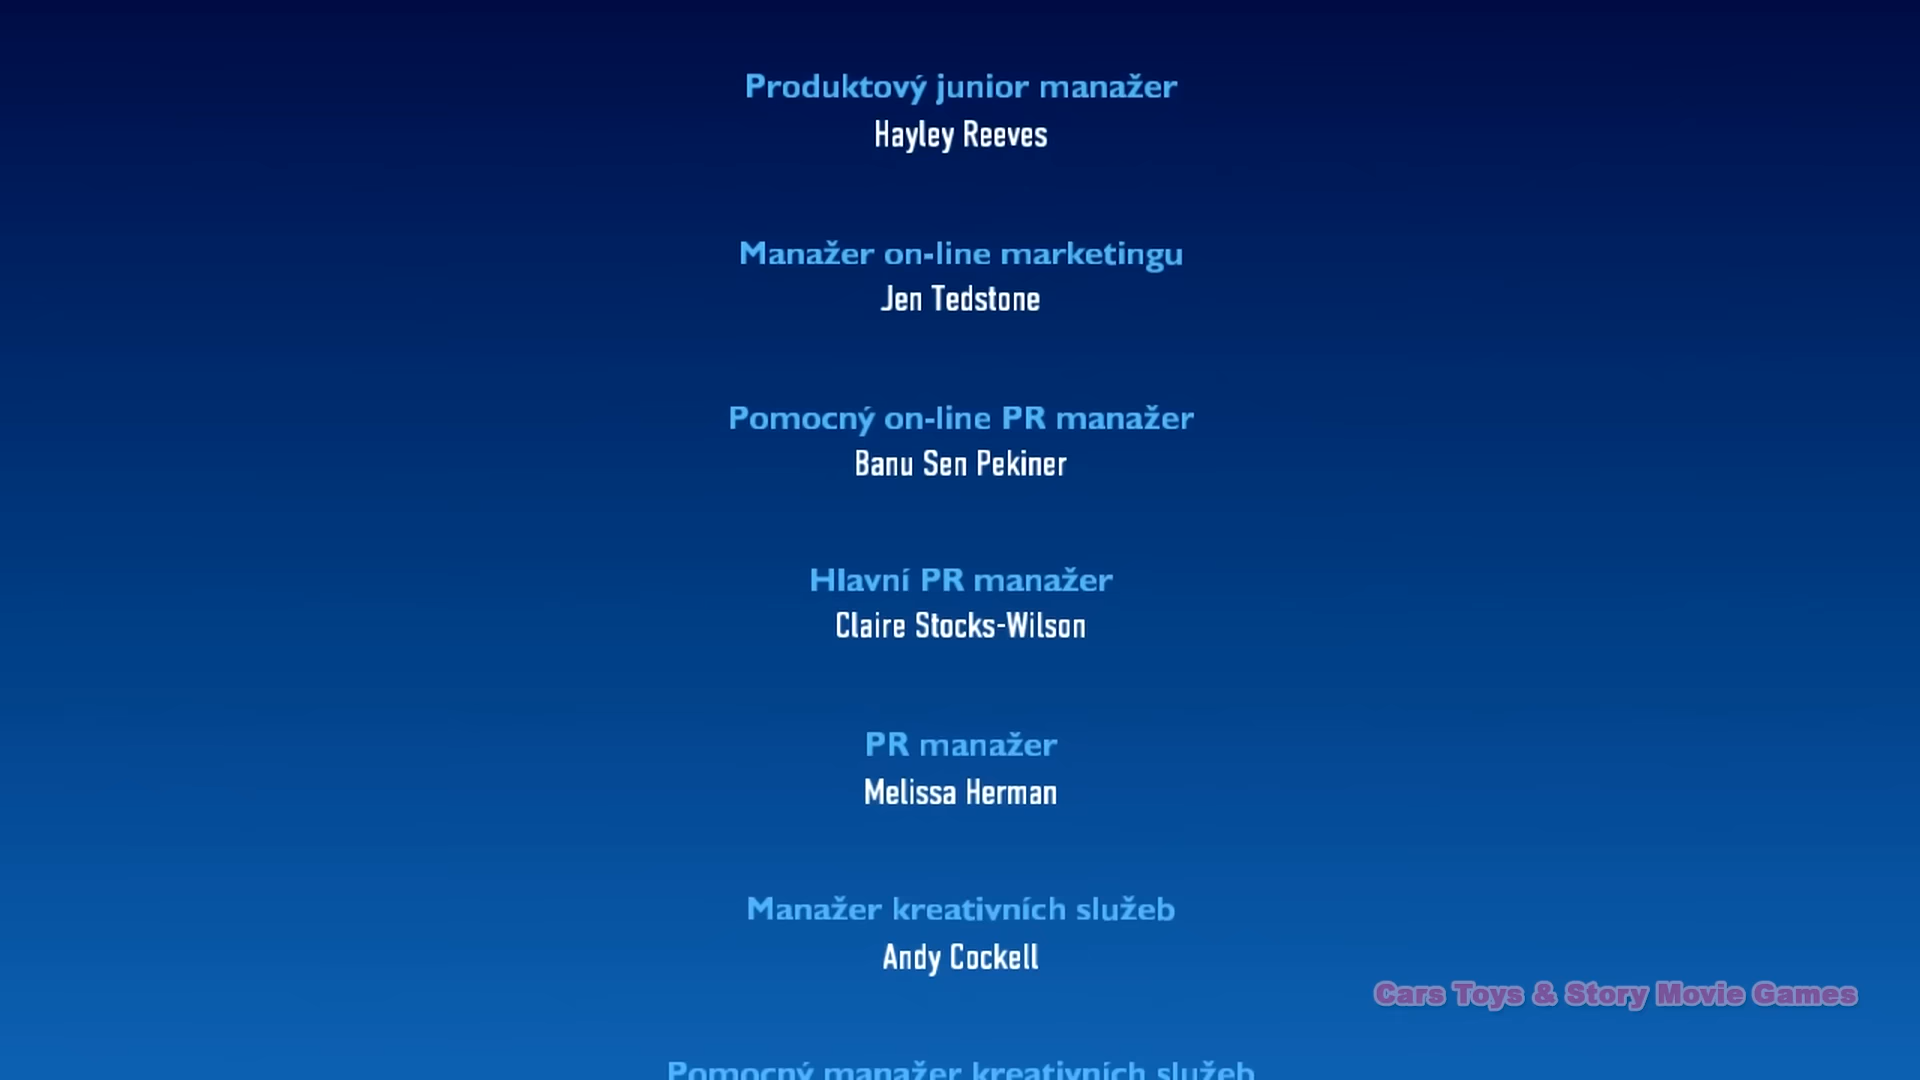 Produktový junior manažer
Hayley Reeves
Manažer on-line marketingu
Jen Tedstone
Pomocný on-line PR manažer
Banu Sen Pekiner
Hlavní PR manažer
Claire Stocks-Wilson
PR manažer
Melissa Herman
Manažer kreativních služeb
Andy Cockell
Cars Toys & Story Movie Games
Pomocný manažer kreativních služeb